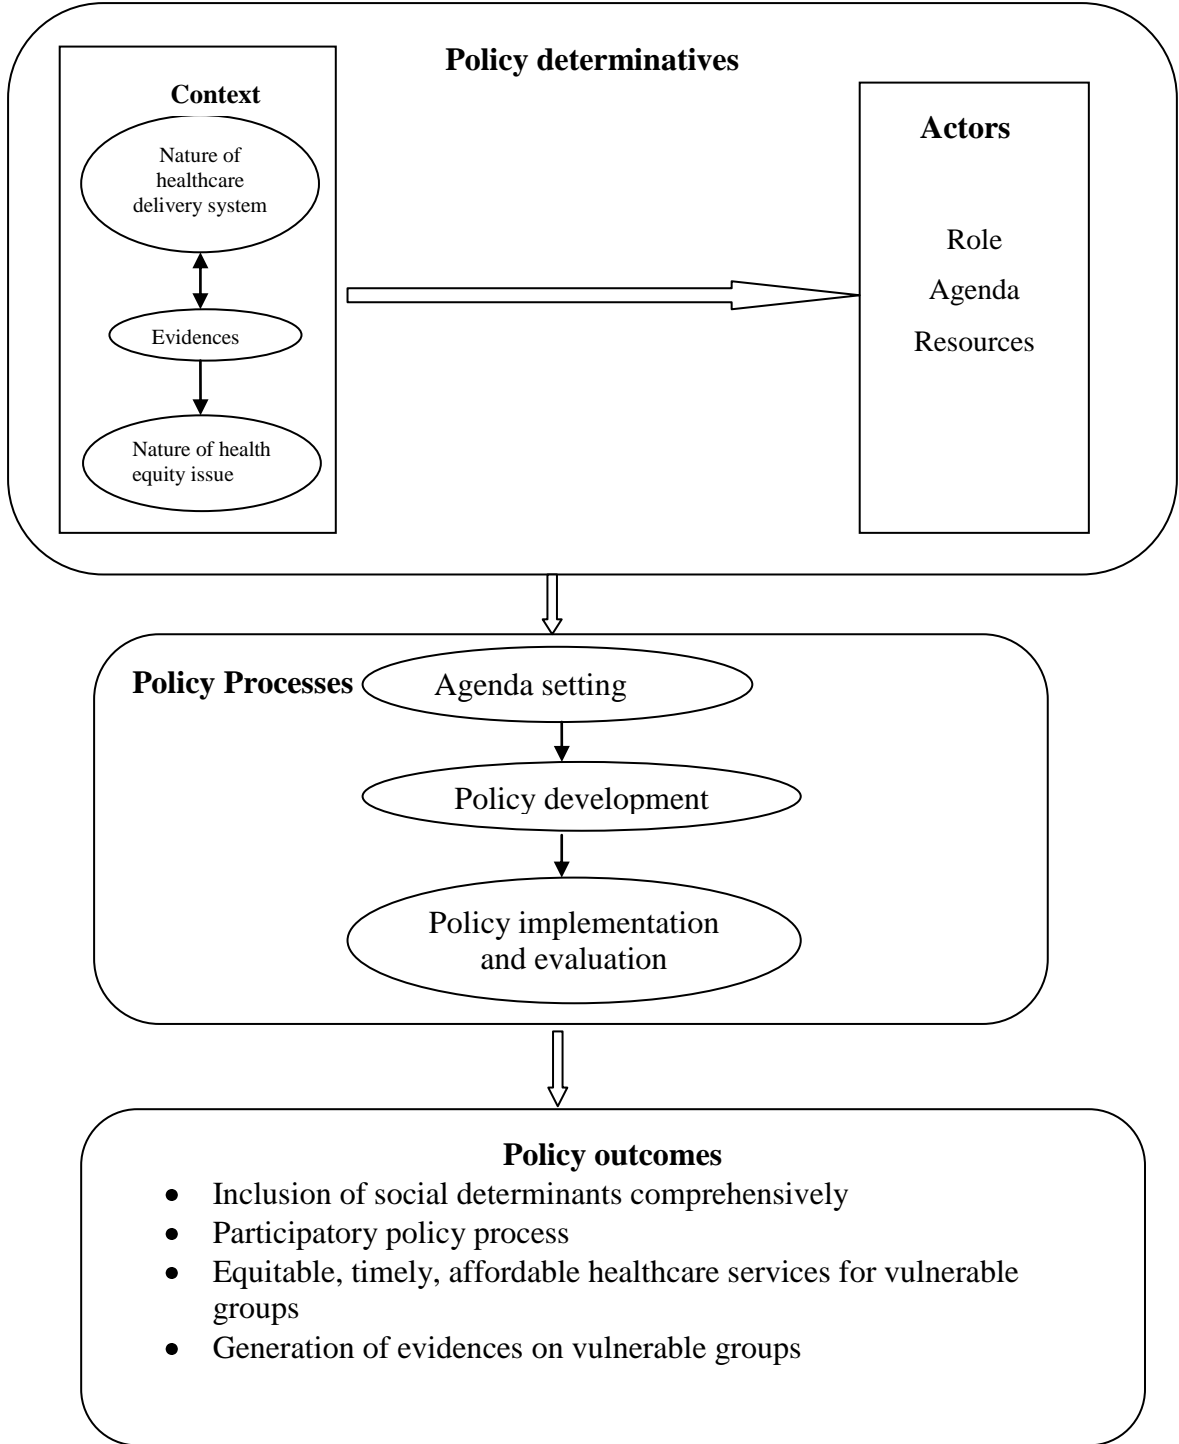 Policy determinatives
Context
Nature of
healthcare
delivery system
Evidences
Nature of health
equity issue
Actors
Role
Agenda
Resources
Policy Processes
Agenda setting
Policy development
Policy implementation
and evaluation
Policy outcomes
● Inclusion of social determinants comprehensively
● Participatory policy process
● Equitable, timely, affordable healthcare services for vulnerable
groups
● Generation of evidences on vulnerable groups